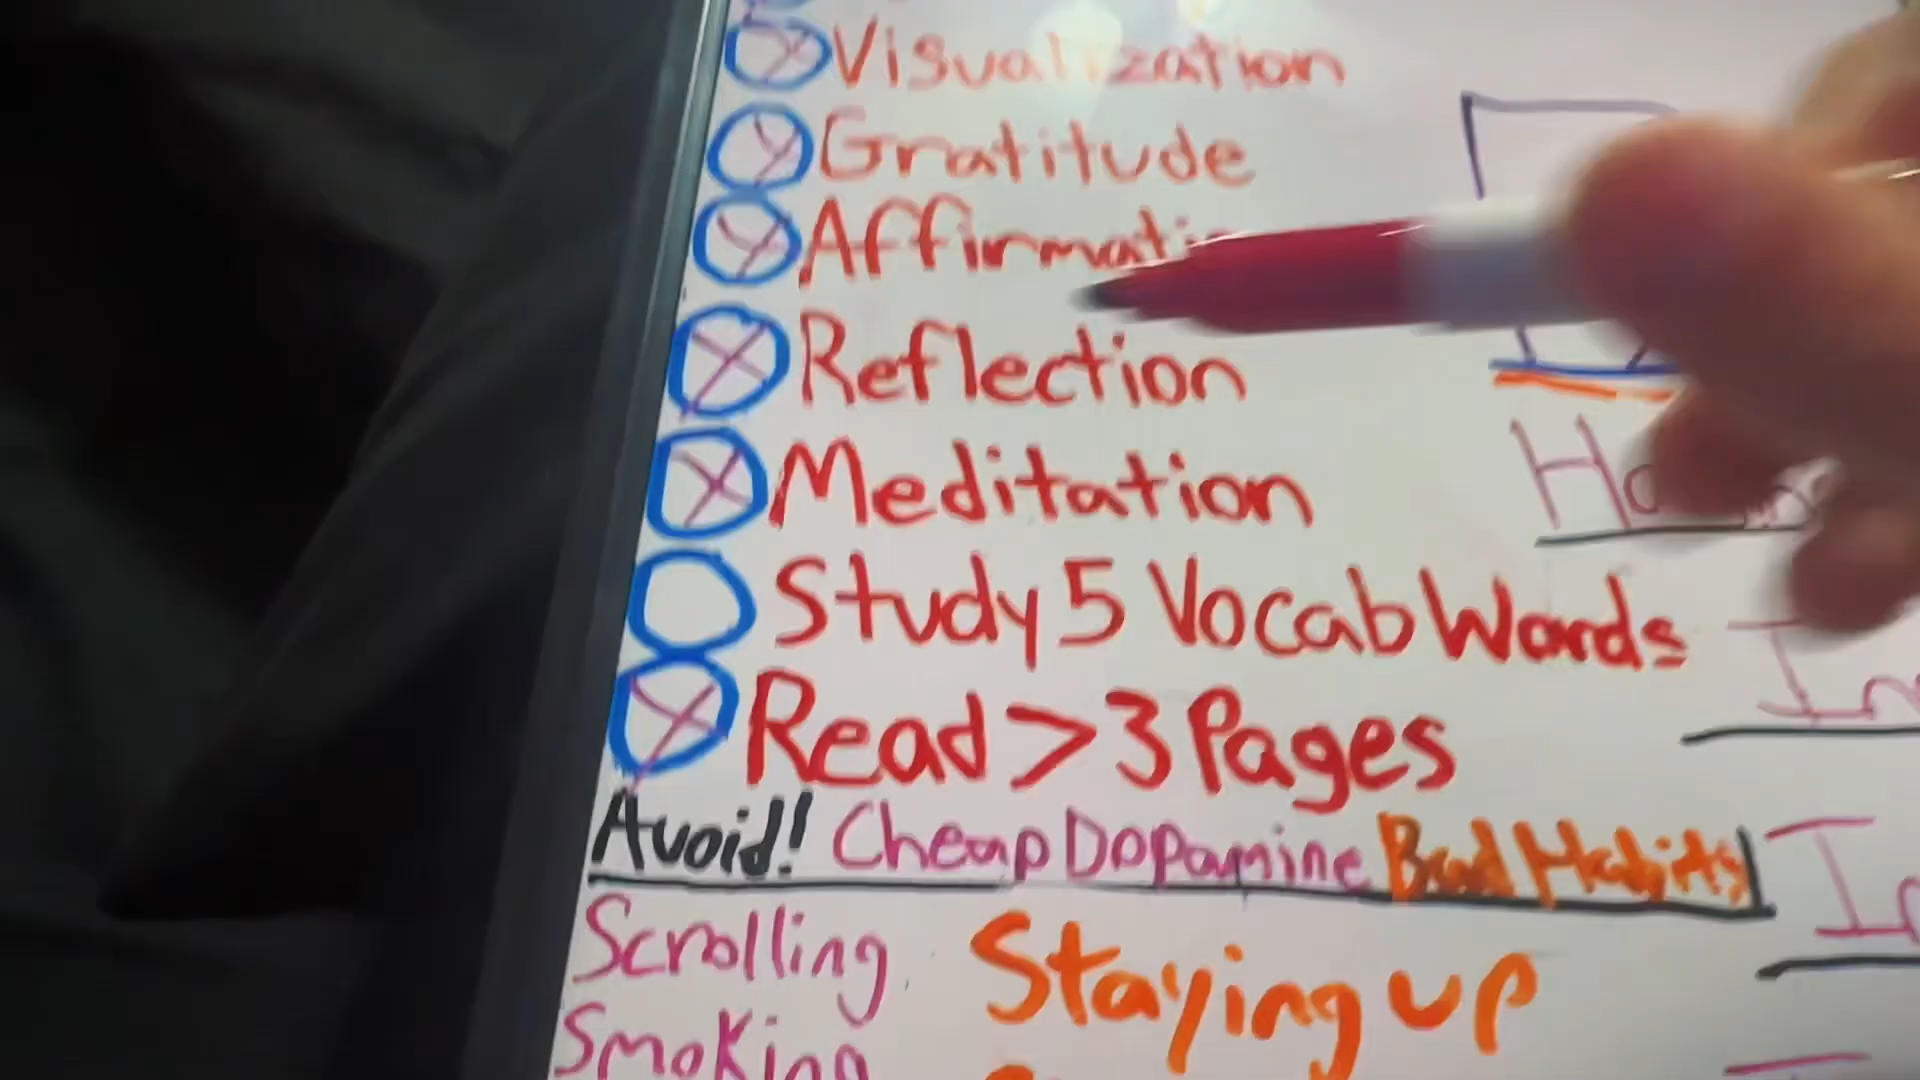 Visualization
Gratitude
Reflection
Meditation
Study 5 Vocab Words
Read > 3 Pages
Avoid! Cheap Dopamine Bad Habits
Scrolling Staying up
Smoking